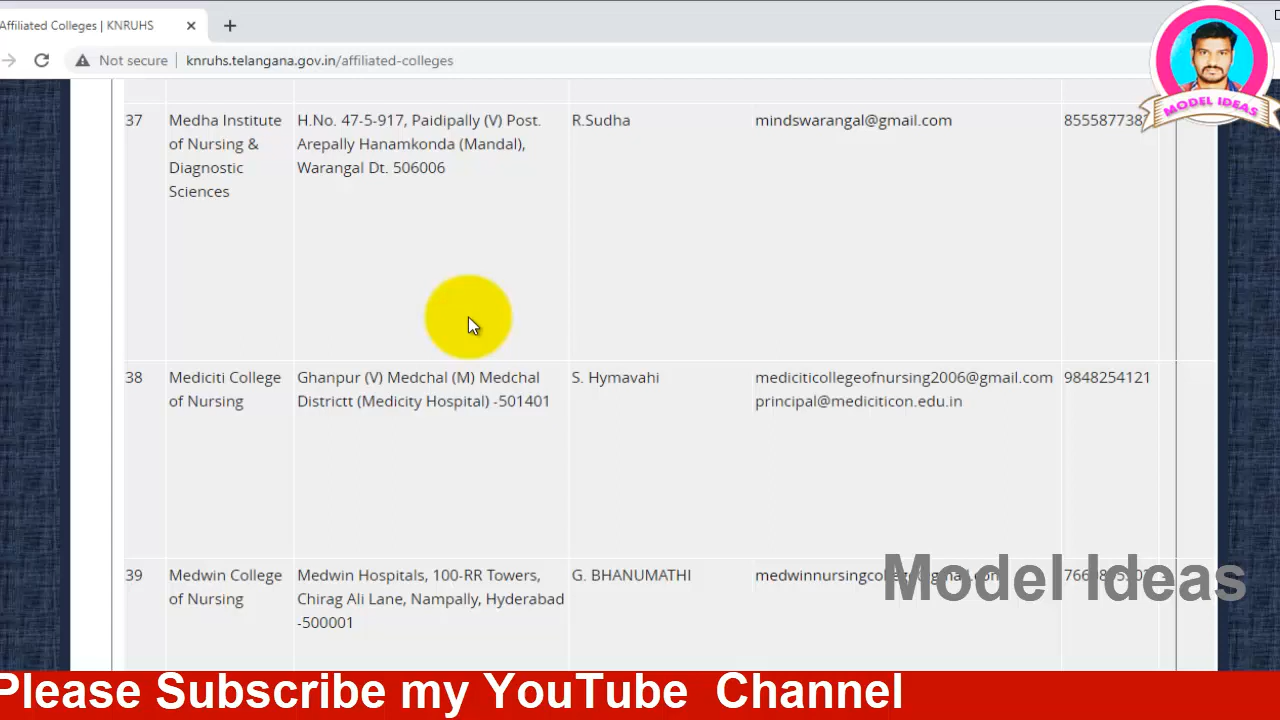 Affiliated Colleges | KNRUHS
Not secure | knruhs.telangana.gov.in/affiliated-colleges
MODEL IDEAS
37 Medha Institute H.No. 47-5-917, Paidipally (V) Post. R.Sudha mindswarangal@gmail.com
of Nursing & Arepally Hanamkonda (Mandal),
Diagnostic Warangal Dt. 506006
Sciences
38 Mediciti College Ghanpur (V) Medchal (M) Medchal S. Hymavahi mediciticollegeofnursing2006@gmail.com 9848254121
of Nursing Districtt (Medicity Hospital) -501401 principal@mediciticon.edu.in
39 Medwin College Medwin Hospitals, 100-RR Towers, G. BHANUMATHI medwinnursingcollege@gmail.com
of Nursing Chirag Ali Lane, Nampally, Hyderabad
-500001
Model Ideas
Please Subscribe my YouTube Channel